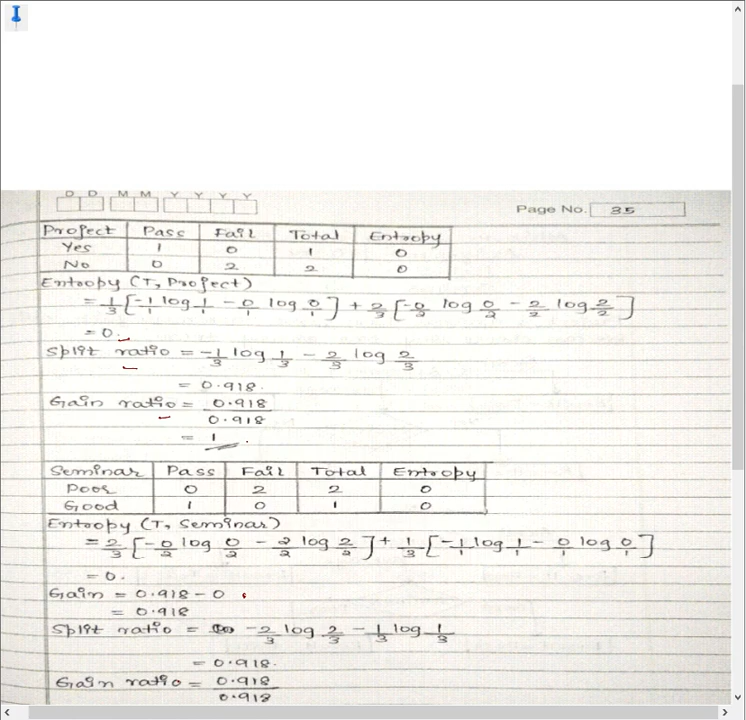 D D M M Y Y Y Y
Page No. 35
Project Pass Fail Total Entropy
Yes 1 0 1 0
No 0 2 2 0
Entropy (T, Project)
= 1/3 [-1/1 log 1/1 - 0/1 log 0/1] + 2/3 [-0/2 log 0/2 - 2/2 log 2/2]
= 0.
Split ratio = -1/3 log 1/3 - 2/3 log 2/3
= 0.918.
Gain ratio = 0.918/0.918
= 1.
Seminar Pass Fail Total Entropy
Poor 0 2 2 0
Good 1 0 1 0
Entropy (T, Seminar)
= 2/3 [-0/2 log 0/2 - 2/2 log 2/2] + 1/3 [-1/1 log 1/1 - 0/1 log 0/1]
= 0.
Gain = 0.918 - 0
= 0.918
Split ratio = -2/3 log 2/3 - 1/3 log 1/3
= 0.918.
Gain ratio = 0.918/0.918